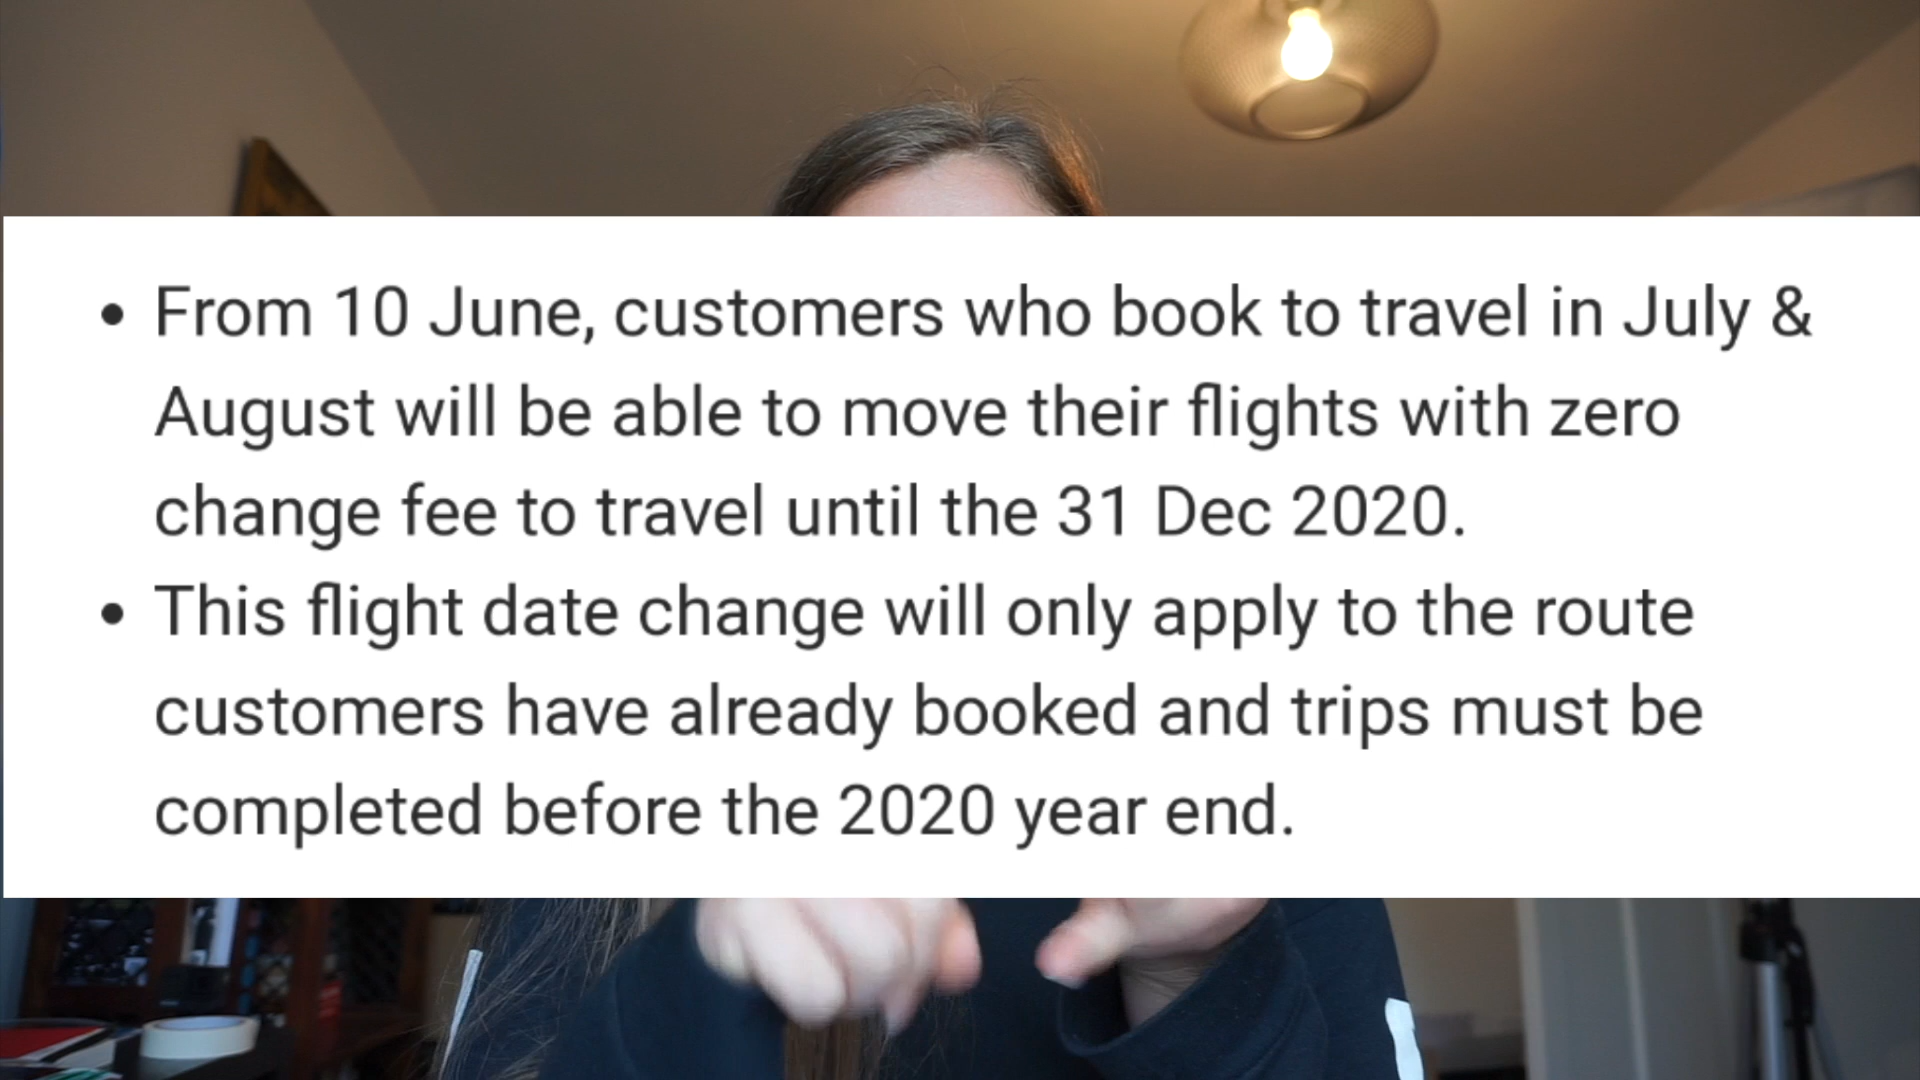 • From 10 June, customers who book to travel in July &
August will be able to move their flights with zero
change fee to travel until the 31 Dec 2020.
• This flight date change will only apply to the route
customers have already booked and trips must be
completed before the 2020 year end.